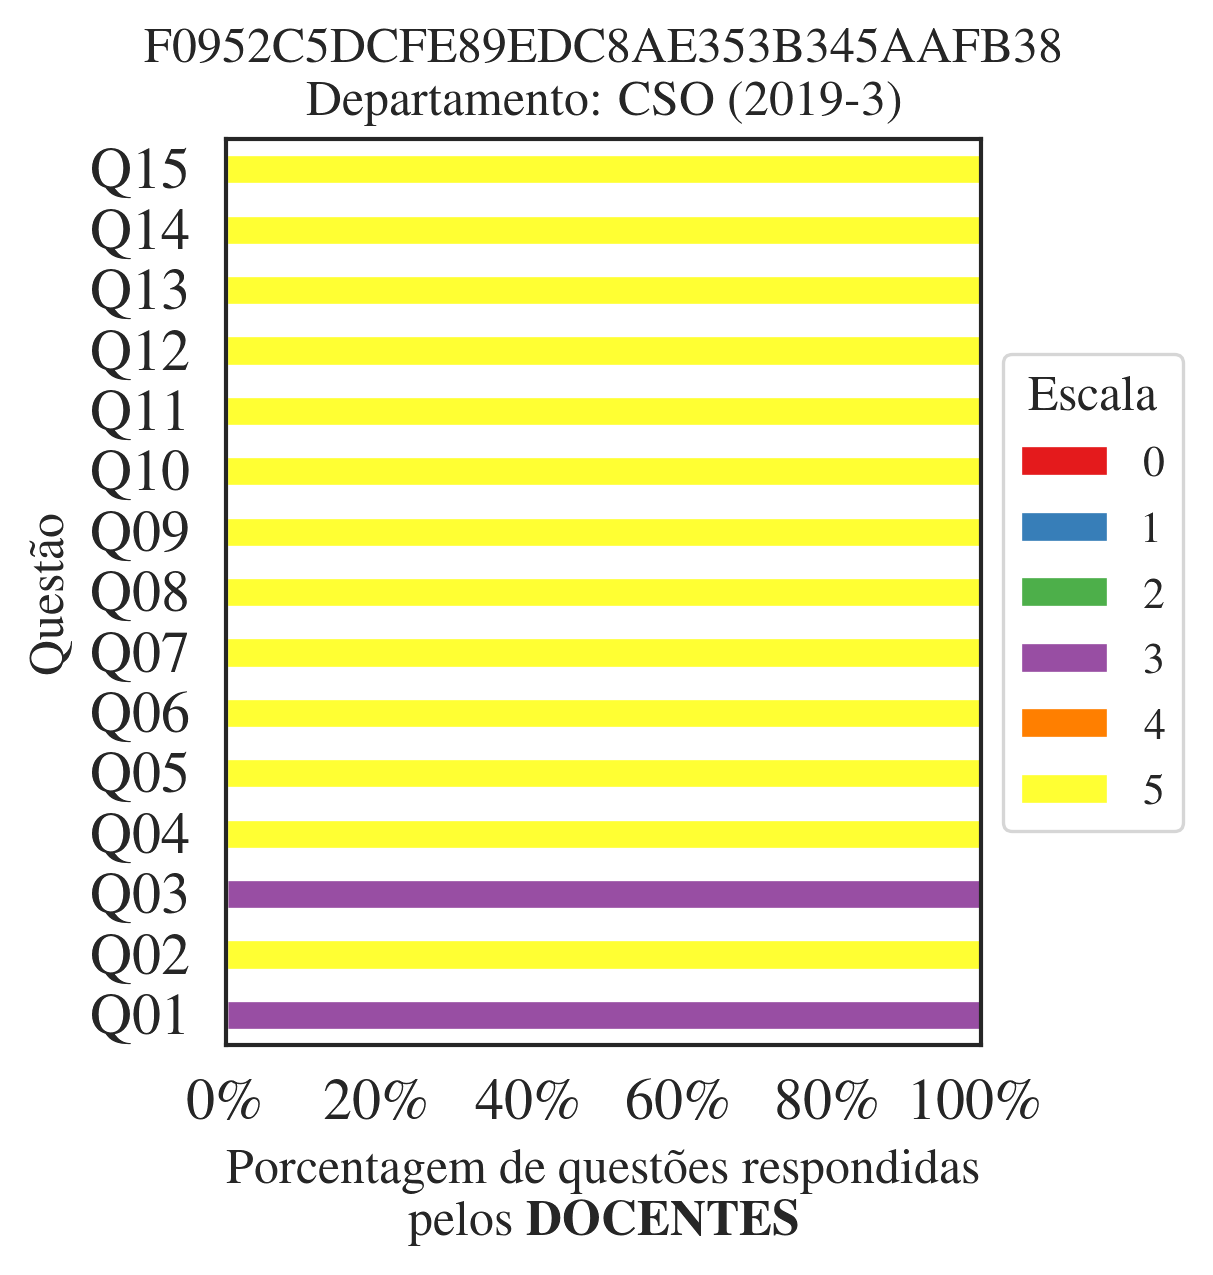 F0952C5DCFE89EDC8AE353B345AAFB38
Departamento: CSO (2019-3)
Questão
Q15
Q14
Q13
Q12
Q11
Q10
Q09
Q08
Q07
Q06
Q05
Q04
Q03
Q02
Q01
0% 20% 40% 60% 80% 100%
Porcentagem de questões respondidas
pelos DOCENTES
Escala
0
1
2
3
4
5